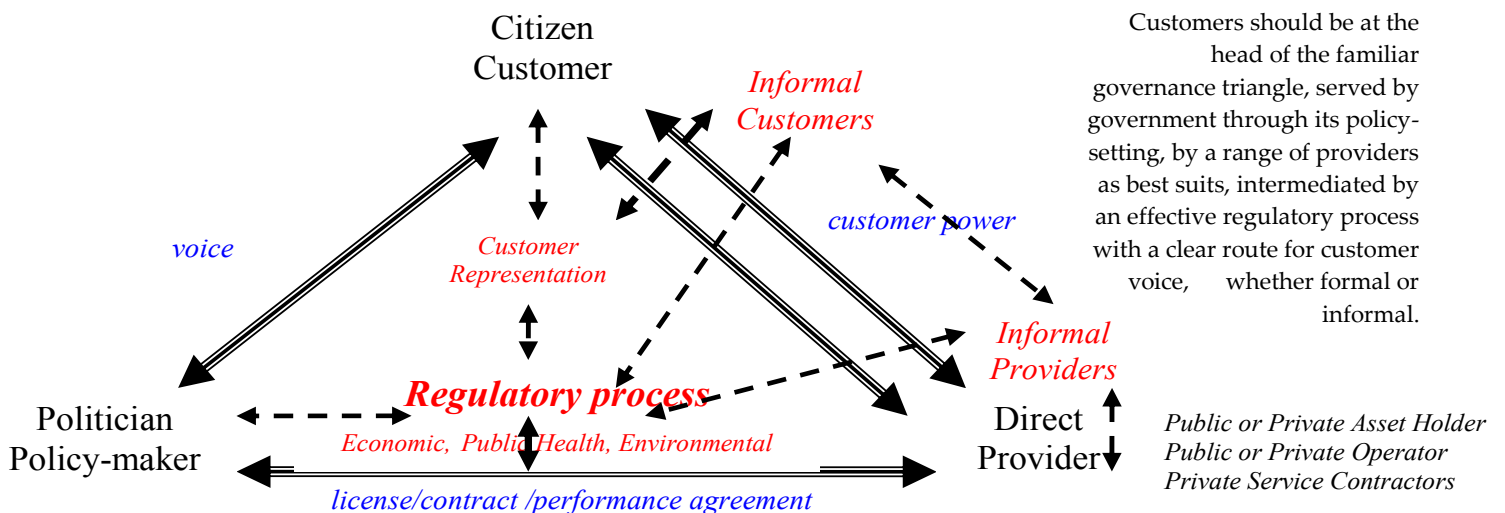 Citizen
Customer
Informal
Customers
Customers should be at the
head of the familiar
governance triangle, served by
government through its policy-
setting, by a range of providers
as best suits, intermediated by
an effective regulatory process
with a clear route for customer
voice, whether formal or
informal.
voice
customer power
Customer
Representation
Informal
Providers
Regulatory process
Economic, Public Health, Environmental
Politician
Policy-maker
Direct
Provider
Public or Private Asset Holder
Public or Private Operator
Private Service Contractors
license/contract /performance agreement